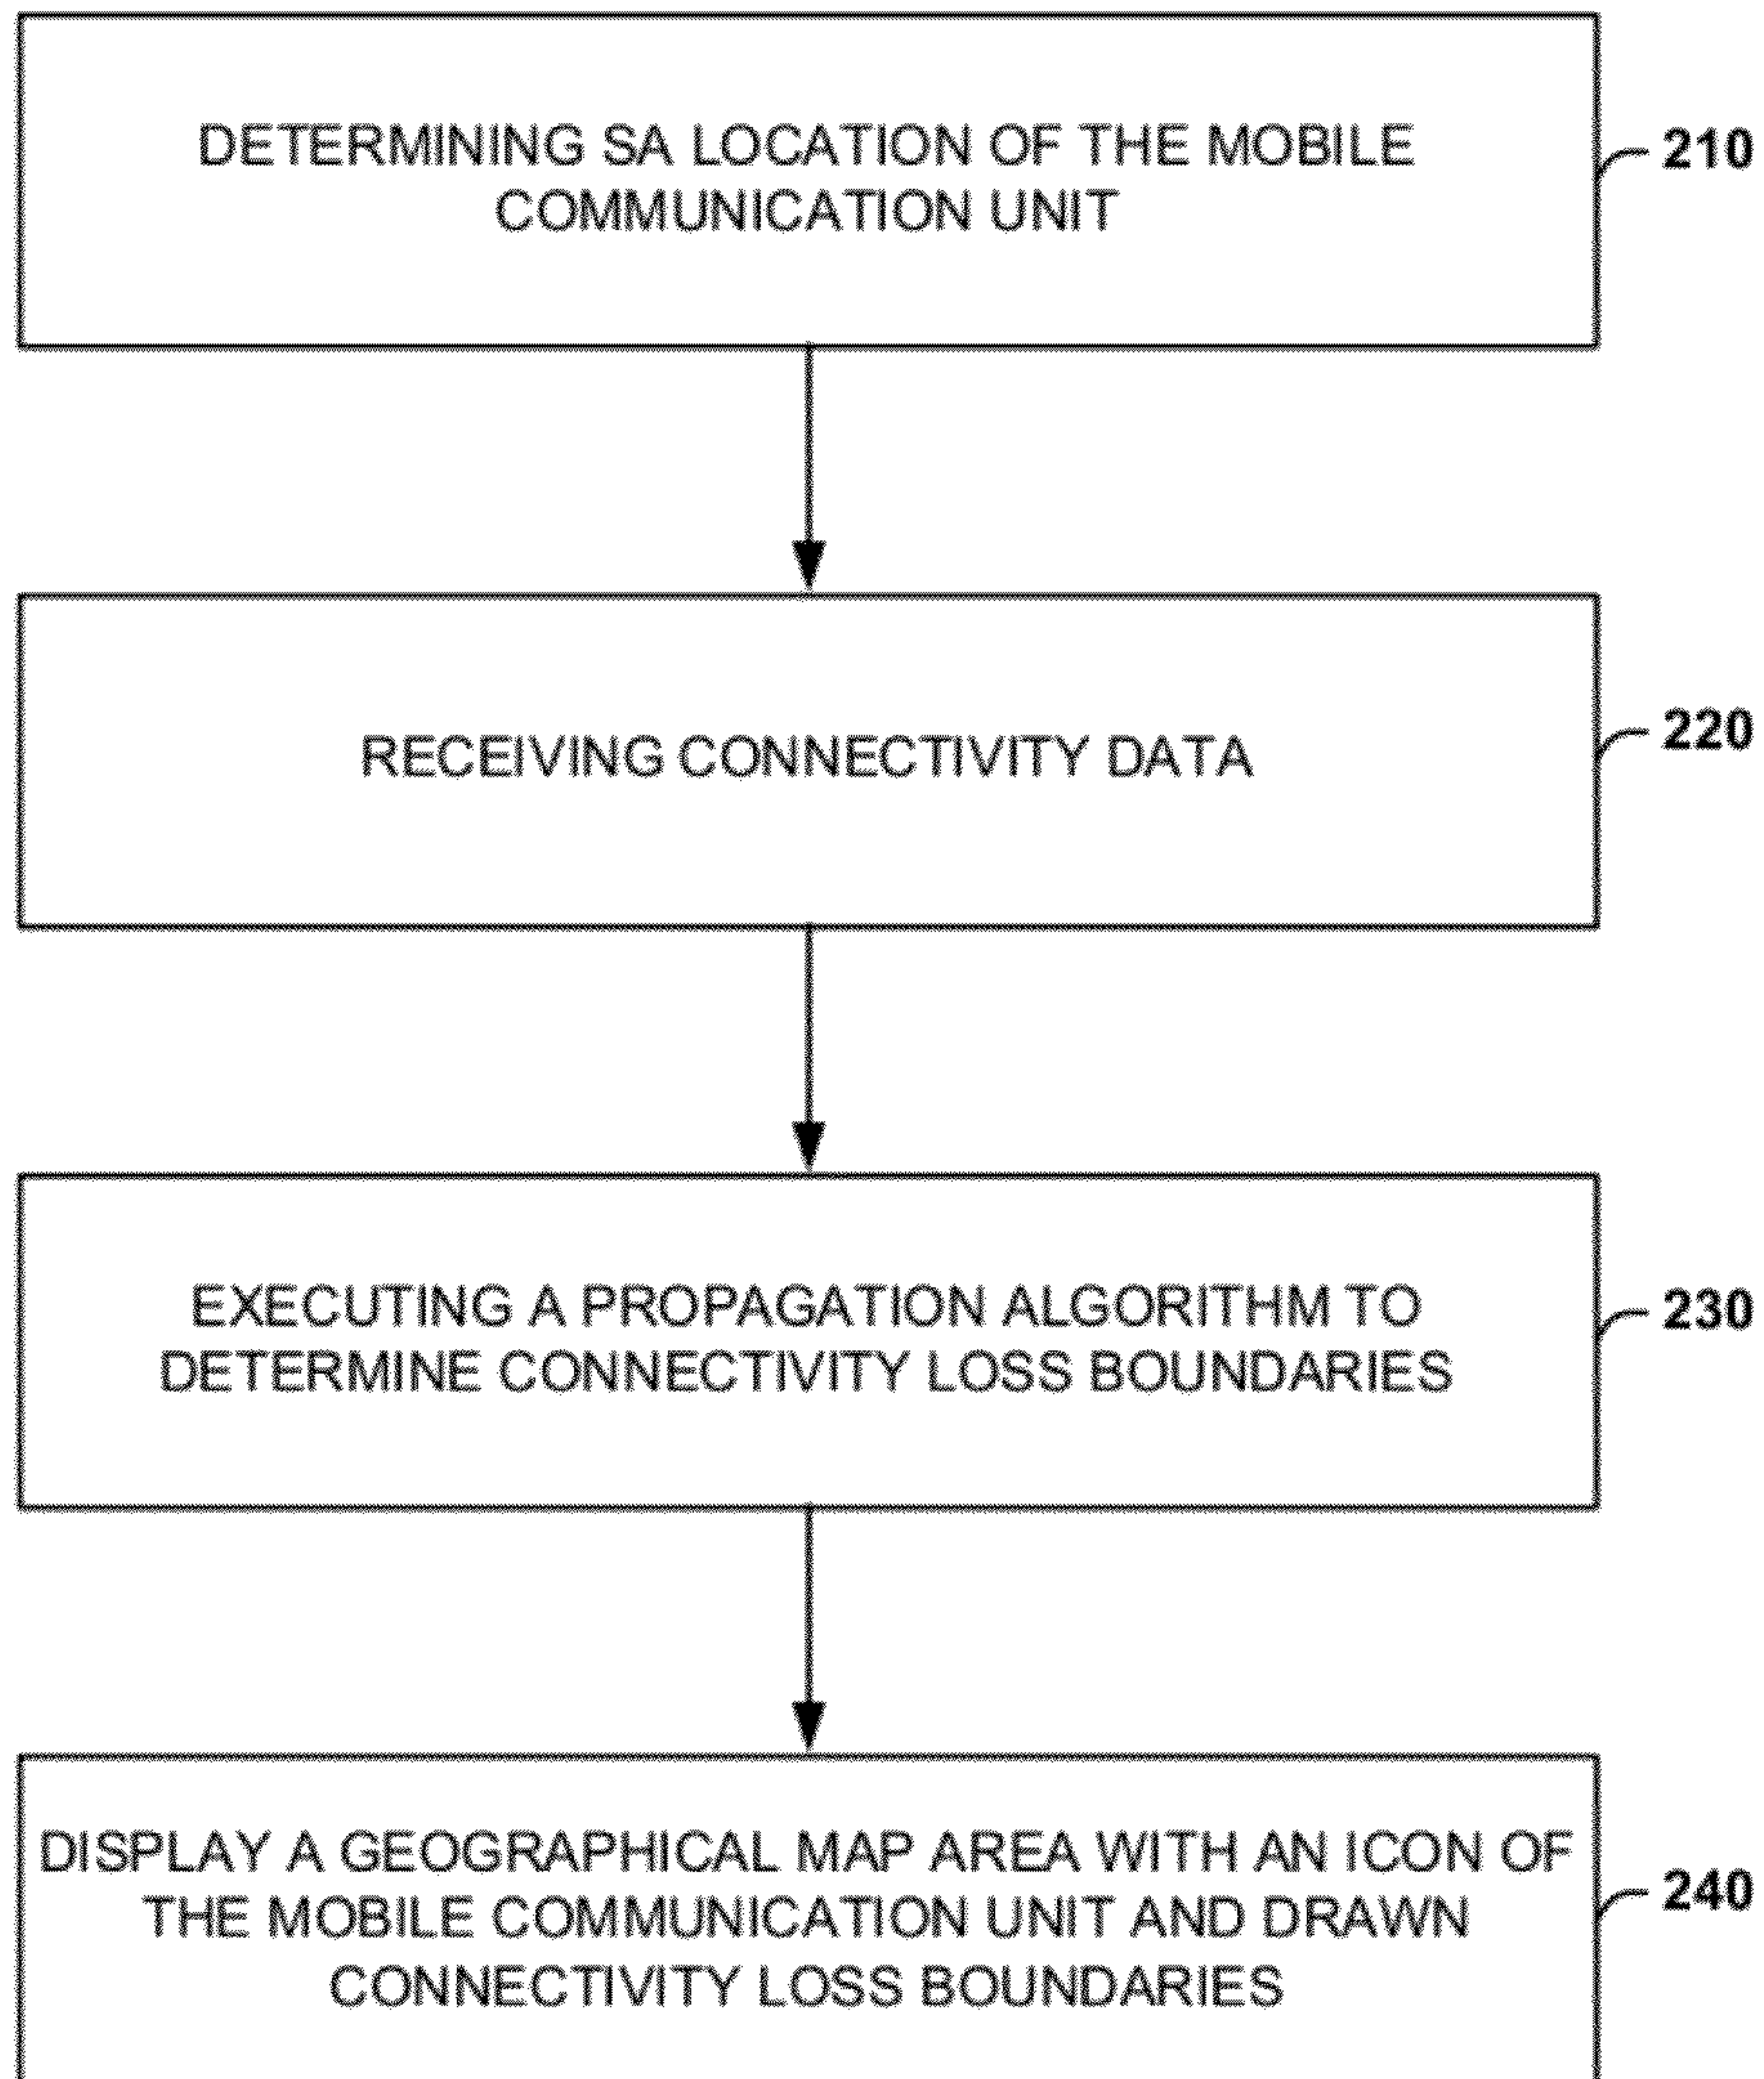 DETERMINING SA LOCATION OF THE MOBILE
COMMUNICATION UNIT
210
RECEIVING CONNECTIVITY DATA
220
EXECUTING A PROPAGATION ALGORITHM TO
DETERMINE CONNECTIVITY LOSS BOUNDARIES
230
DISPLAY A GEOGRAPHICAL MAP AREA WITH AN ICON OF
THE MOBILE COMMUNICATION UNIT AND DRAWN
CONNECTIVITY LOSS BOUNDARIES
240